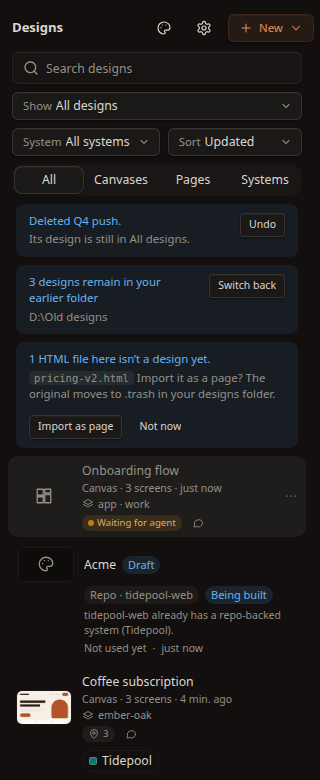 Designs
New
Search designs
Show All designs
System All systems
Sort Updated
All
Canvases
Pages
Systems
Deleted Q4 push.
Undo
Its design is still in All designs.
3 designs remain in your
earlier folder
Switch back
D:\Old designs
1 HTML file here isn't a design yet.
pricing-v2.html Import it as a page? The
original moves to .trash in your designs folder.
Import as page
Not now
Onboarding flow
Canvas · 3 screens · just now
app · work
Waiting for agent
Acme Draft
Repo · tidepool-web
Being built
tidepool-web already has a repo-backed
system (Tidepool).
Not used yet · just now
Coffee subscription
Canvas · 3 screens · 4 min. ago
ember-oak
3
Tidepool